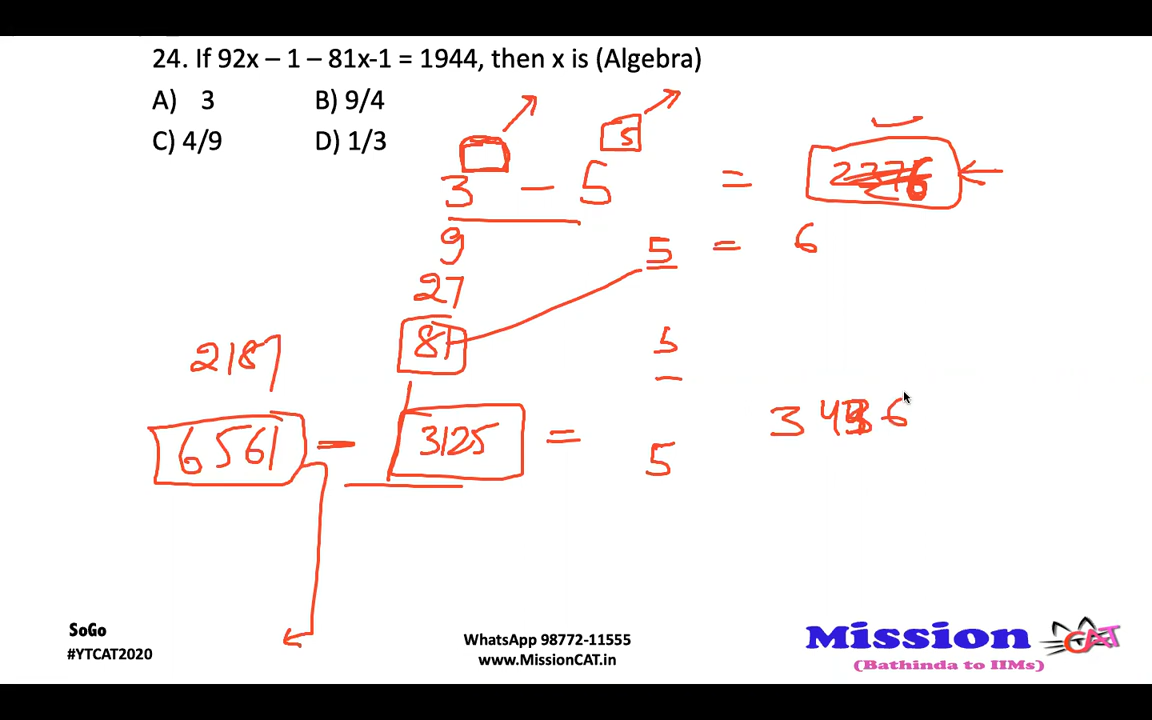 24. If 92x – 1 – 81x-1 = 1944, then x is (Algebra)
A) 3 B) 9/4
C) 4/9 D) 1/3
5
3 – 5 =
9 5 = 6
27
81 5
2187
6561 – 3125 = 5
SoGo
#YTCAT2020
WhatsApp 98772-11555
www.MissionCAT.in
Mission CAT
(Bathinda to IIMs)